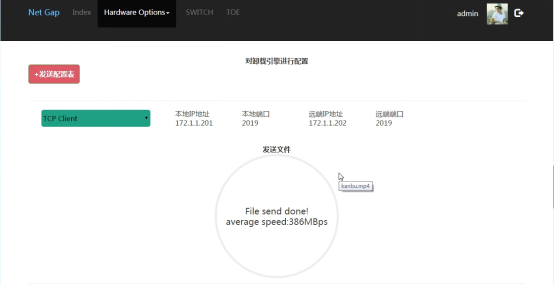 Net Gap Index Hardware Options SWITCH TOE admin
对卸载引擎进行配置
+发送配置表
TCP Client
本地IP地址 本地端口 远端IP地址 远端端口
172.1.1.201 2019 172.1.1.202 2019
发送文件
kanbu.mp4
File send done!
average speed:386MBps